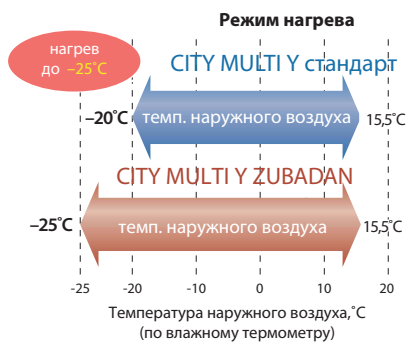 Режим нагрева
нагрев
до –25˚C
CITY MULTI Y стандарт
–20˚C
темп. наружного воздуха
15,5˚C
CITY MULTI Y ZUBADAN
–25˚C
темп. наружного воздуха
15,5˚C
-25 -20 -10 0 10 20
Температура наружного воздуха,˚C
(по влажному термометру)